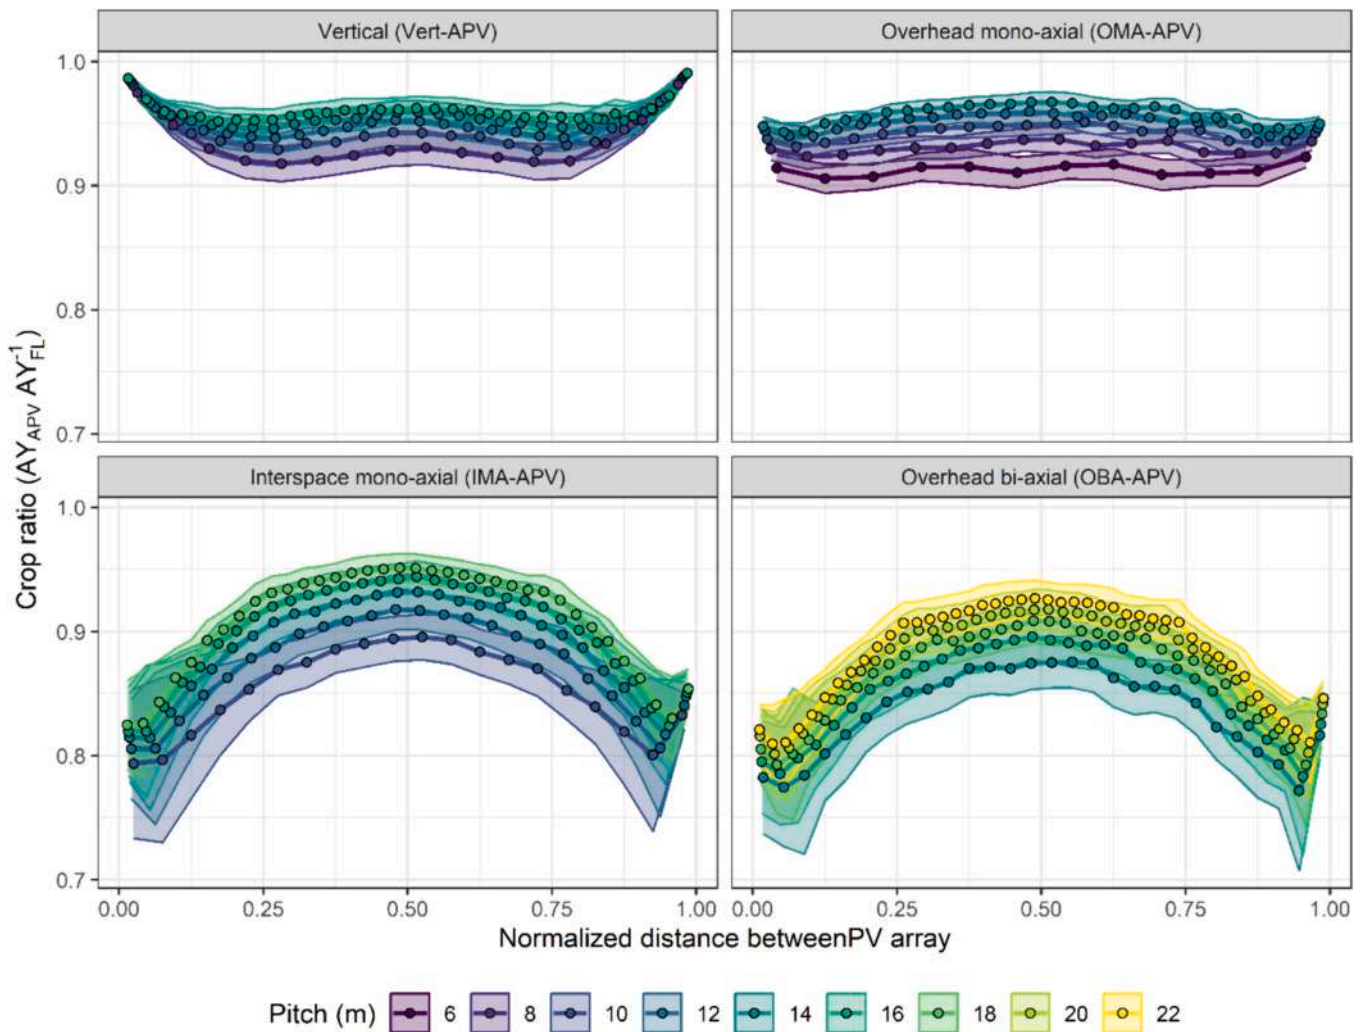 Vertical (Vert-APV)
Overhead mono-axial (OMA-APV)
1.0
0.9
0.8
0.7
Interspace mono-axial (IMA-APV)
Overhead bi-axial (OBA-APV)
1.0
0.9
0.8
0.7
Crop ratio (AY_APV AY_FL^-1)
0.00 0.25 0.50 0.75 1.00 0.00 0.25 0.50 0.75 1.00
Normalized distance betweenPV array
Pitch (m) 6 8 10 12 14 16 18 20 22